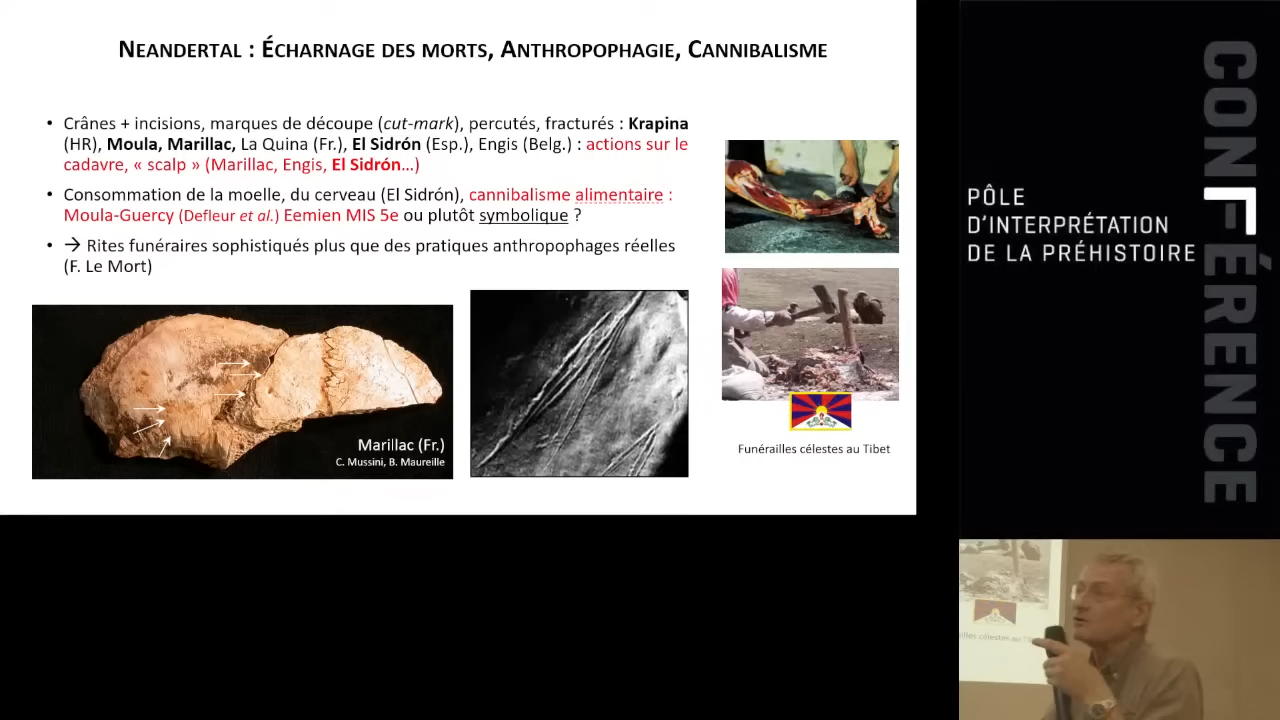 NEANDERTAL : ÉCHARNAGE DES MORTS, ANTHROPOPHAGIE, CANNIBALISME
• Crânes + incisions, marques de découpe (cut-mark), percutés, fracturés : Krapina
(HR), Moula, Marillac, La Quina (Fr.), El Sidrón (Esp.), Engis (Belg.) : actions sur le
cadavre, « scalp » (Marillac, Engis, El Sidrón...)
• Consommation de la moelle, du cerveau (El Sidrón), cannibalisme alimentaire :
Moula-Guercy (Defleur et al.) Eemien MIS 5e ou plutôt symbolique ?
• → Rites funéraires sophistiqués plus que des pratiques anthropophages réelles
(F. Le Mort)
Marillac (Fr.)
C. Mussini, B. Maureille
Funérailles célestes au Tibet
PÔLE
D'INTERPRÉTATION
DE LA PRÉHISTOIRE
CONFÉRENCE
illes célestes au Ti